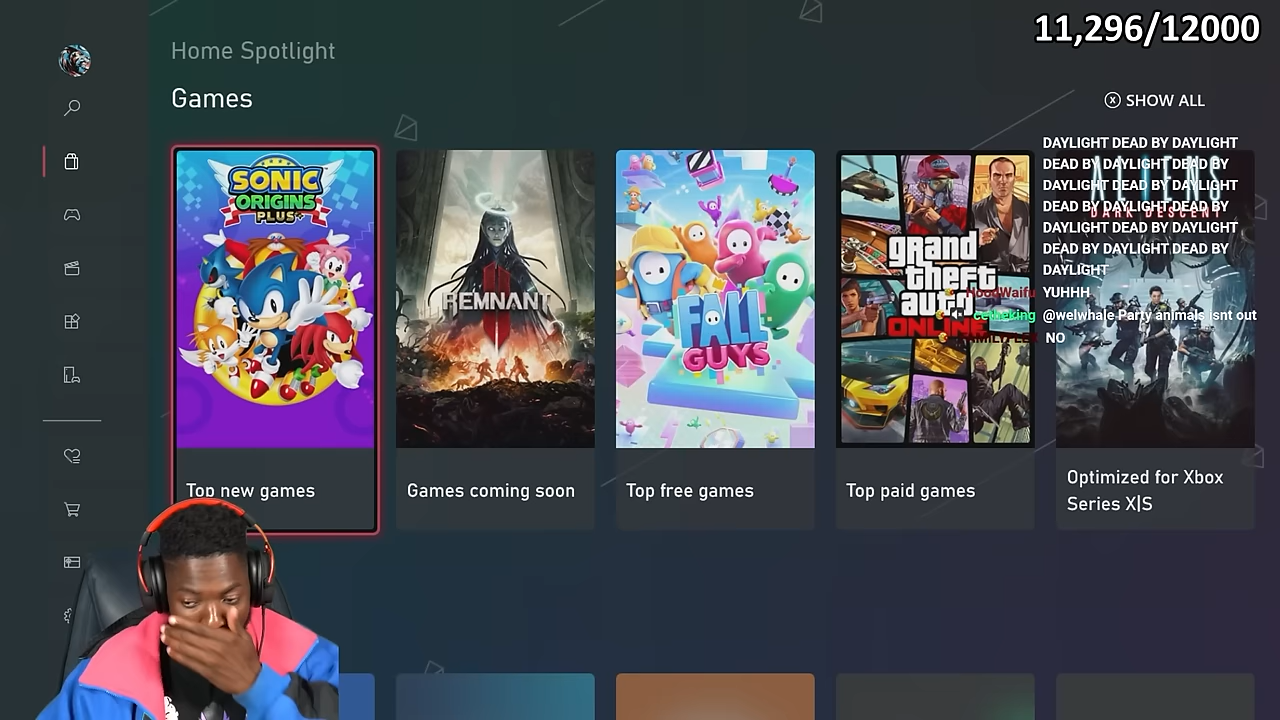 11,296/12000
Home Spotlight
Games
SHOW ALL
SONIC
ORIGINS
PLUS+
REMNANT
FALL
GUYS
grand
theft
auto
ONLINE
ALIENS
DARK DESCENT
DAYLIGHT DEAD BY DAYLIGHT
DEAD BY DAYLIGHT DEAD BY
DAYLIGHT DEAD BY DAYLIGHT
DEAD BY DAYLIGHT DEAD BY
DAYLIGHT DEAD BY DAYLIGHT
DEAD BY DAYLIGHT DEAD BY
DAYLIGHT
YUHHH
@welwhale Party animals isnt out
NO
Top new games
Games coming soon
Top free games
Top paid games
Optimized for Xbox
Series X|S